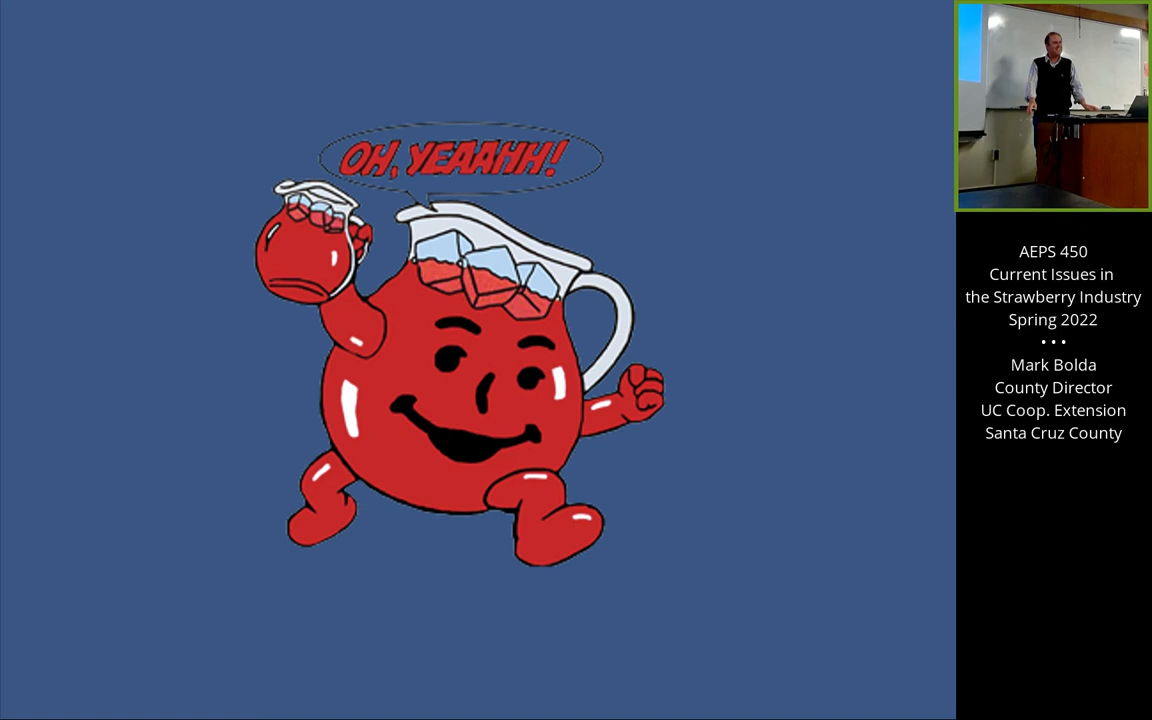 OH, YEAAHH!
AEPS 450
Current Issues in
the Strawberry Industry
Spring 2022
• • •
Mark Bolda
County Director
UC Coop. Extension
Santa Cruz County